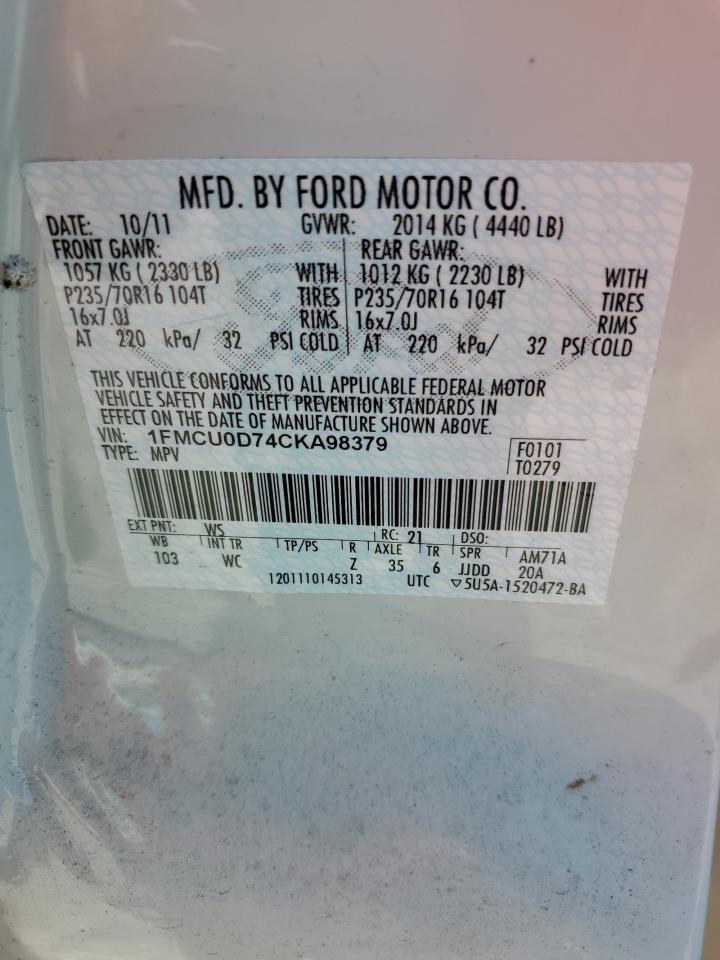 MFD. BY FORD MOTOR CO.
DATE: 10/11 GVWR: 2014 KG ( 4440 LB)
FRONT GAWR: REAR GAWR:
1057 KG ( 2330 LB) WITH 1012 KG ( 2230 LB) WITH
P235/70R16 104T TIRES P235/70R16 104T TIRES
16x7.0J RIMS 16x7.0J RIMS
AT 220 kPa/ 32 PSI COLD AT 220 kPa/ 32 PSI COLD
THIS VEHICLE CONFORMS TO ALL APPLICABLE FEDERAL MOTOR
VEHICLE SAFETY AND THEFT PREVENTION STANDARDS IN
EFFECT ON THE DATE OF MANUFACTURE SHOWN ABOVE.
VIN: 1FMCU0D74CKA98379 F0101
TYPE: MPV T0279
EXT PNT: WS RC: 21 DSO:
WB INT TR TP/PS R AXLE TR SPR AM71A
103 WC Z 35 6 JJDD 20A
1201110145313 UTC ▽5U5A-1520472-BA